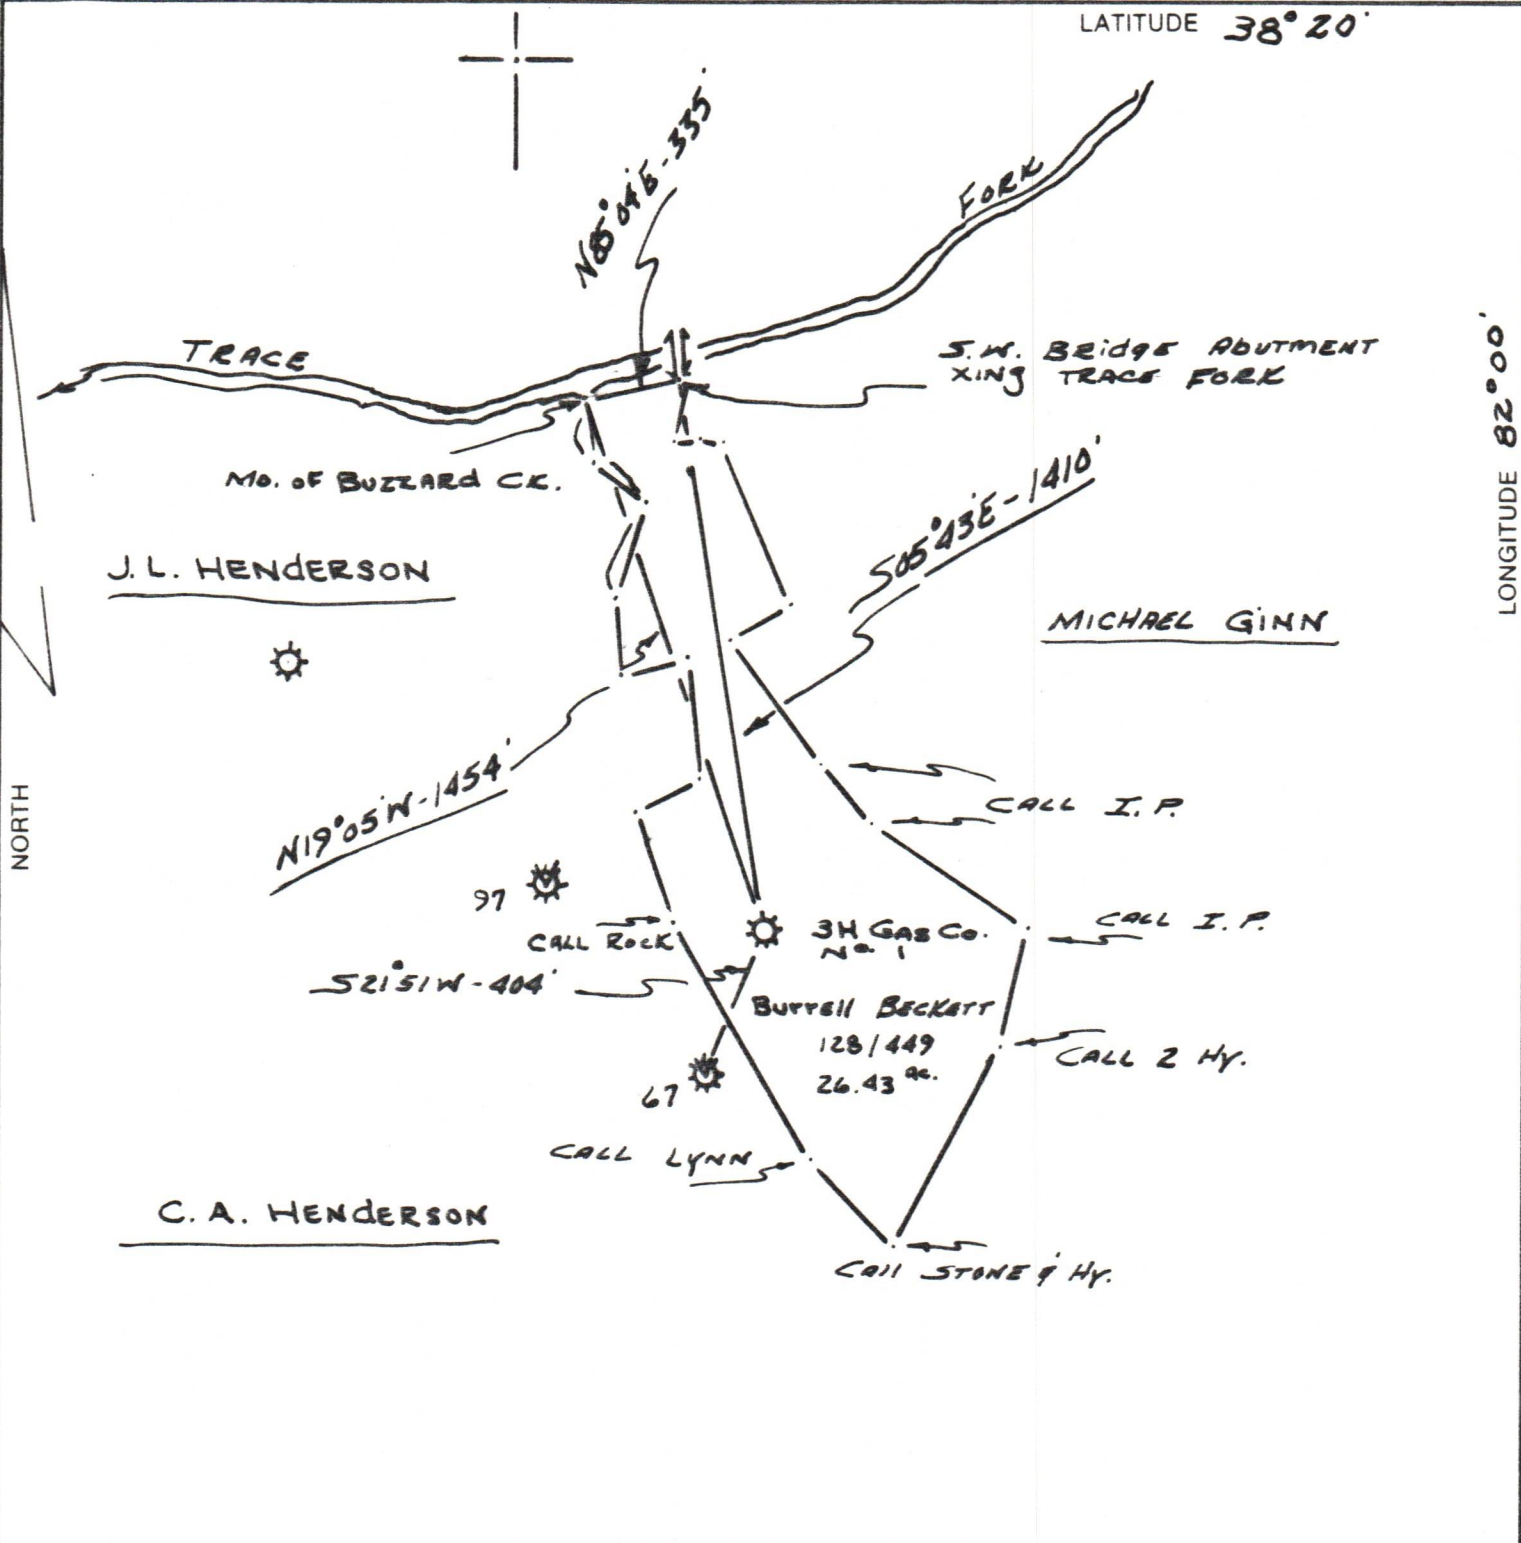 LATITUDE 38° 20'
N85°04'E-335'
FORK
TRACE
S.W. Bridge Abutment
Xing TRACE FORK
LONGITUDE 82°00'
Mo. of Buzzard Ck.
S05°43'E-1410'
J.L. HENdERSON
MICHAEL GINN
N19°05'W-1454'
NORTH
CALL I.P.
97
CALL ROCK
3H Gas Co.
No. 1
CALL I.P.
S21°51'W-404'
Burrell BECKETT
128/449
26.43 ac.
CALL 2 Hy.
67
CALL LYNN
C. A. HENdERSON
Call STONE & Hy.